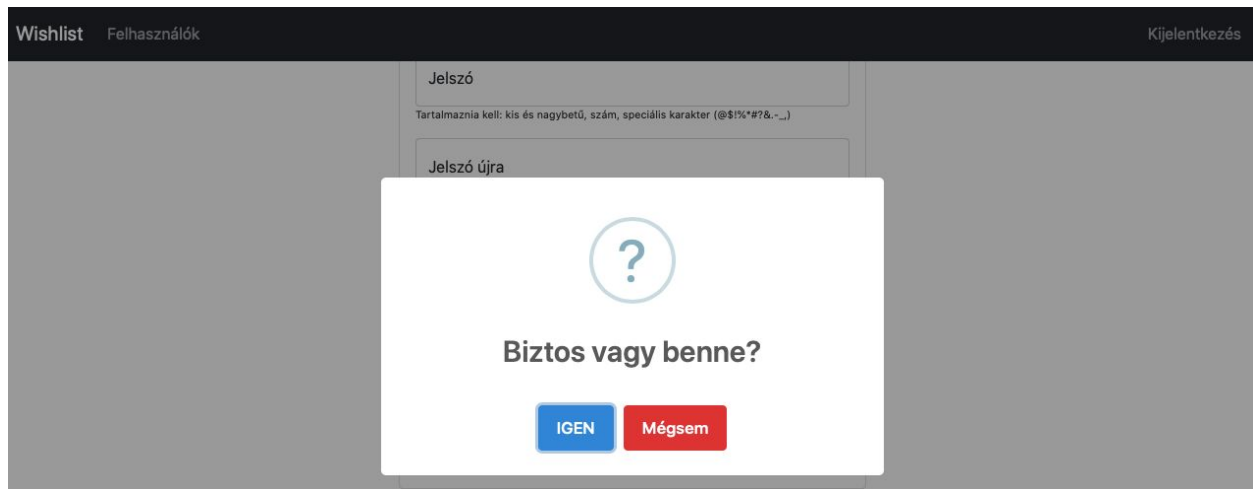 Wishlist Felhasználók Kijelentkezés
Jelszó
Tartalmaznia kell: kis és nagybetű, szám, speciális karakter (@$!%*#?&.-_,)
Jelszó újra
?
Biztos vagy benne?
IGEN Mégsem